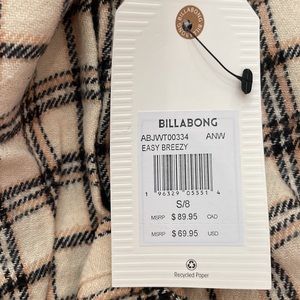 BILLABONG
BILLABONG
ABJWT00334 ANW
EASY BREEZY
1 96329 05351 4
S/8
MSRP $ 89.95 CAD
MSRP $ 69.95 USD
Recycled Paper